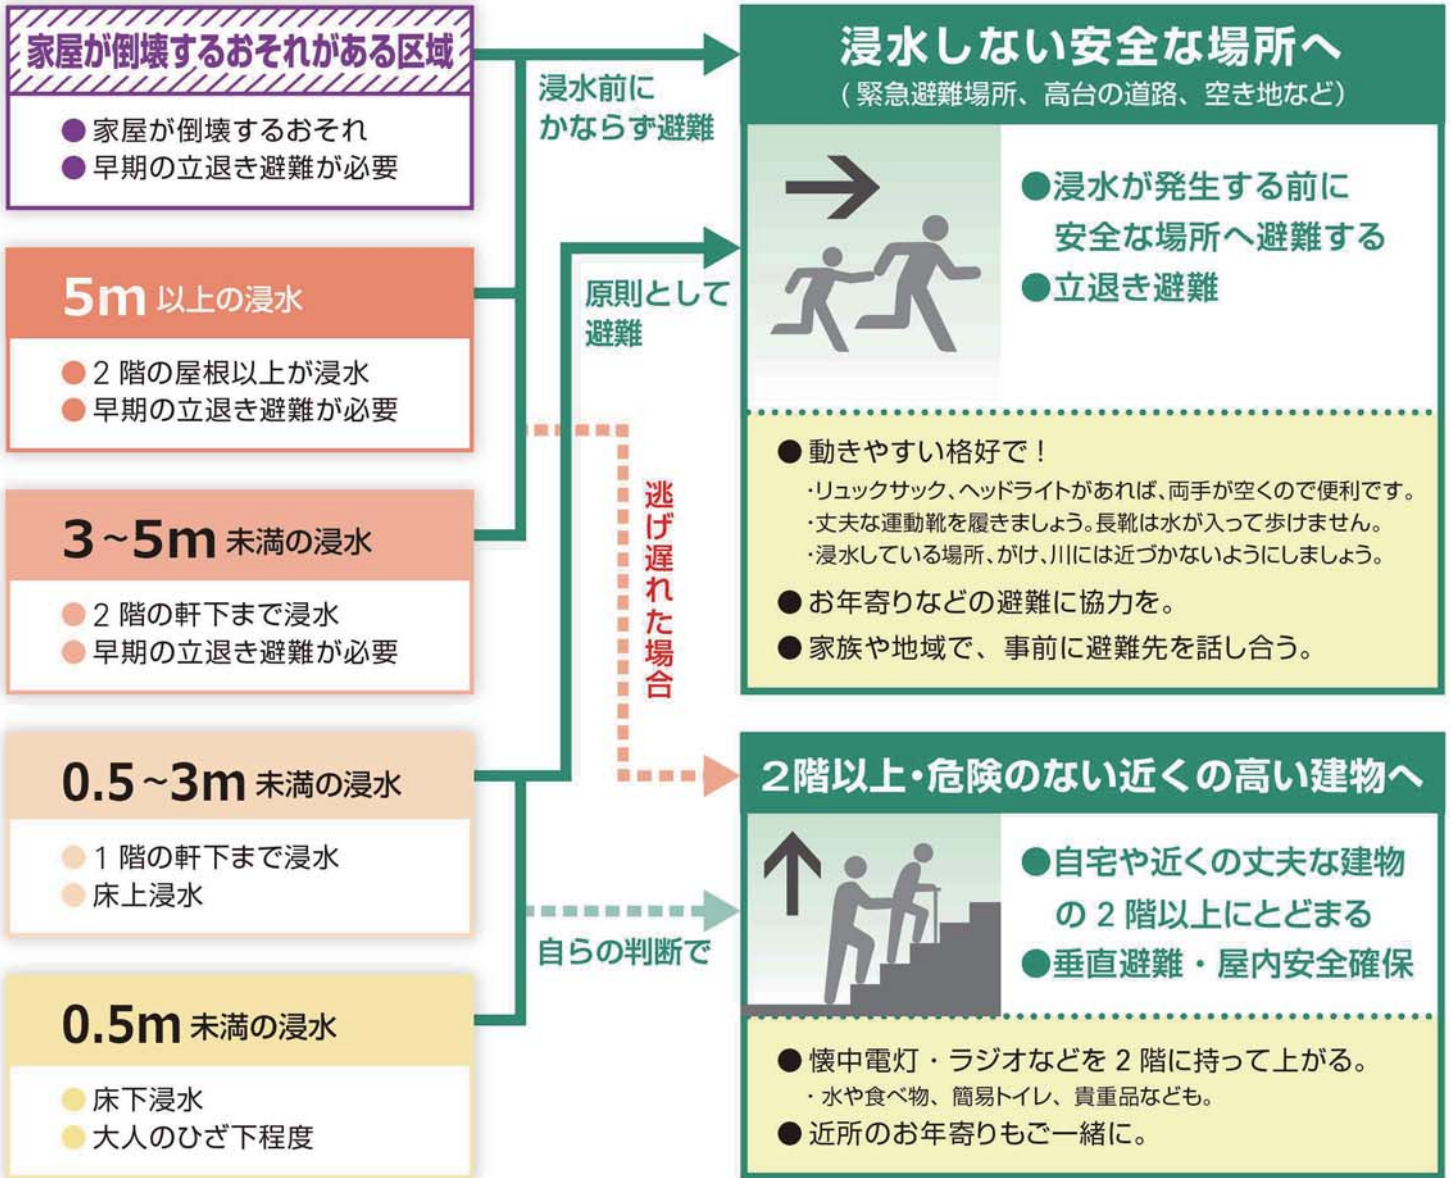 家屋が倒壊するおそれがある区域
●家屋が倒壊するおそれ
●早期の立退き避難が必要
5m 以上の浸水
●2 階の屋根以上が浸水
●早期の立退き避難が必要
3～5m 未満の浸水
●2 階の軒下まで浸水
●早期の立退き避難が必要
0.5～3m 未満の浸水
●1 階の軒下まで浸水
●床上浸水
0.5m 未満の浸水
●床下浸水
●大人のひざ下程度
浸水前に
かならず避難
原則として
避難
逃げ遅れた場合
自らの判断で
浸水しない安全な場所へ
(緊急避難場所、高台の道路、空き地など)
●浸水が発生する前に
安全な場所へ避難する
●立退き避難
●動きやすい格好で！
・リュックサック、ヘッドライトがあれば、両手が空くので便利です。
・丈夫な運動靴を履きましょう。長靴は水が入って歩けません。
・浸水している場所、がけ、川には近づかないようにしましょう。
●お年寄りなどの避難に協力を。
●家族や地域で、事前に避難先を話し合う。
2階以上・危険のない近くの高い建物へ
●自宅や近くの丈夫な建物
の 2 階以上にとどまる
●垂直避難・屋内安全確保
●懐中電灯・ラジオなどを 2 階に持って上がる。
・水や食べ物、簡易トイレ、貴重品なども。
●近所のお年寄りもご一緒に。